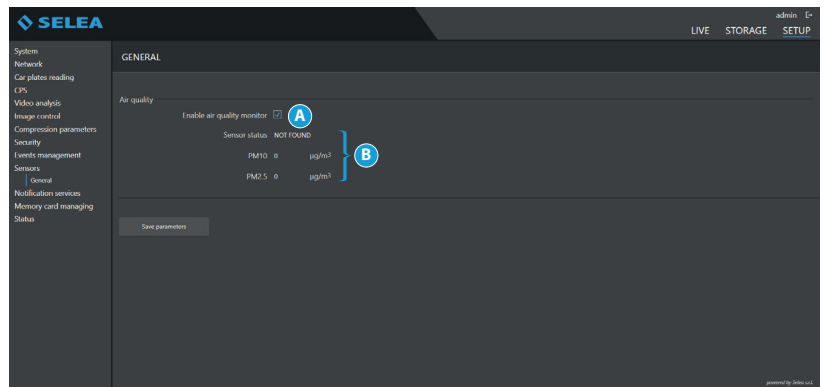 SELEA
admin
LIVE STORAGE SETUP
System
Network
Car plates reading
CPS
Video analysis
Image control
Compression parameters
Security
Events management
Sensors
General
Notification services
Memory card managing
Status
GENERAL
Air quality
Enable air quality monitor A
Sensor status NOT FOUND
PM10 0 µg/m³
B
PM2.5 0 µg/m³
Save parameters
powered by Selea s.r.l.